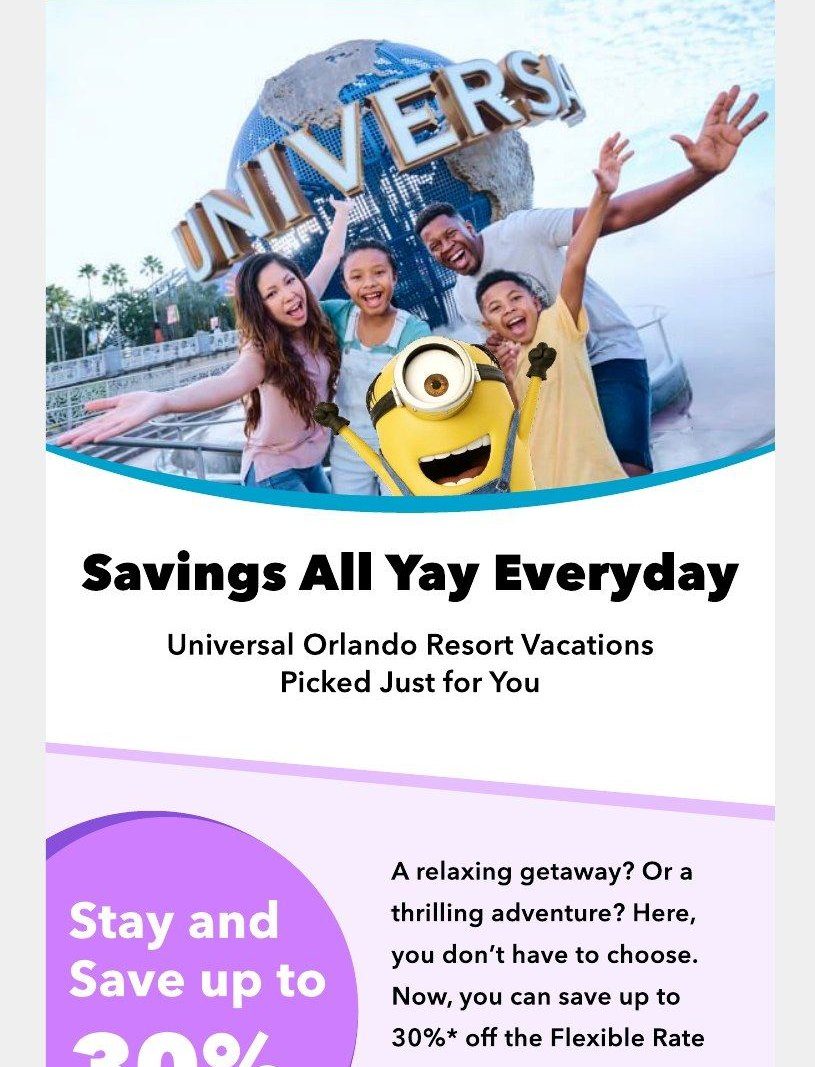 UNIVERSA
Savings All Yay Everyday
Universal Orlando Resort Vacations
Picked Just for You
Stay and
Save up to
30%
A relaxing getaway? Or a
thrilling adventure? Here,
you don’t have to choose.
Now, you can save up to
30%* off the Flexible Rate